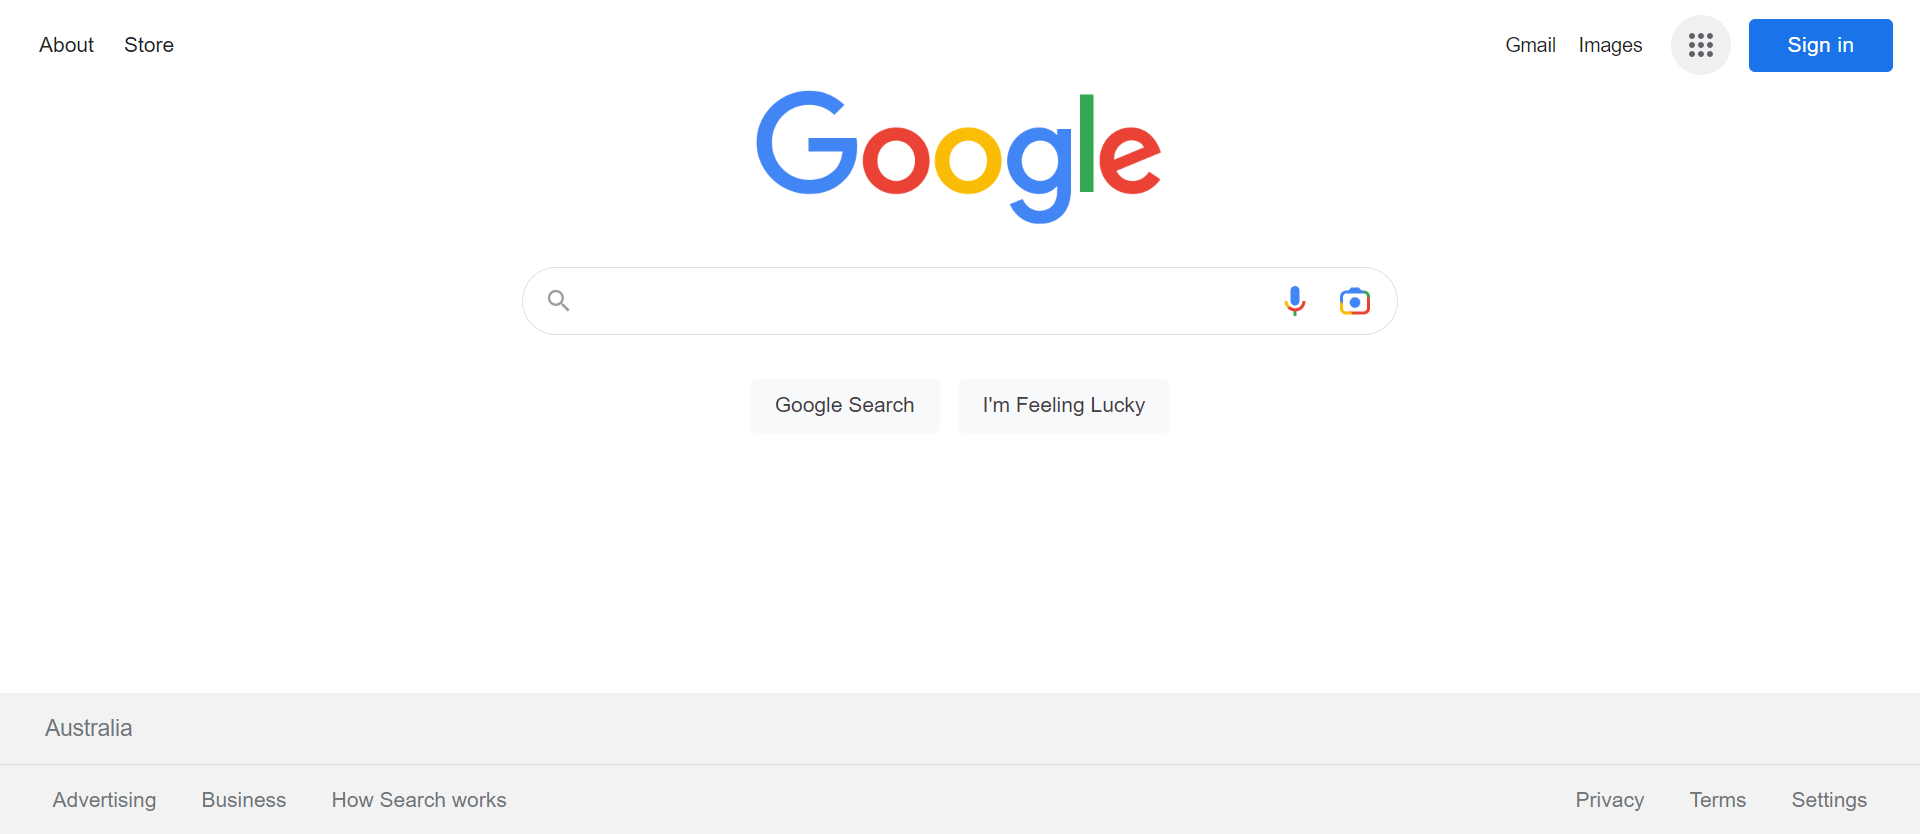 About Store Gmail Images Sign in
Google
Google Search I'm Feeling Lucky
Australia
Advertising Business How Search works Privacy Terms Settings